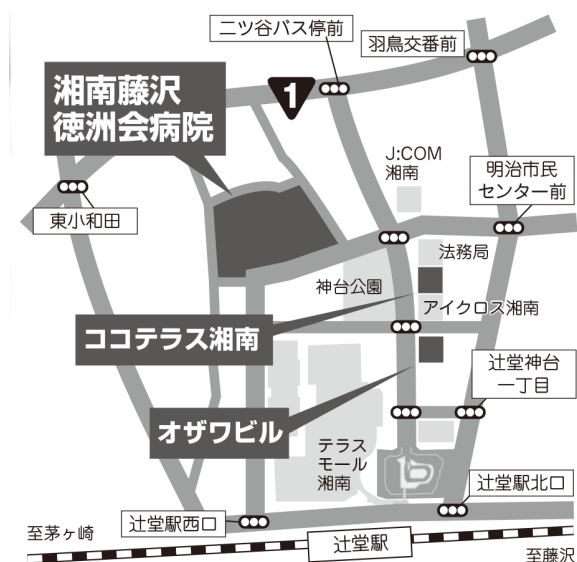 二ツ谷バス停前
羽鳥交番前
湘南藤沢
徳洲会病院
1
J:COM
湘南
明治市民
センター前
東小和田
法務局
神台公園
アイクロス湘南
ココテラス湘南
辻堂神台
一丁目
オザワビル
テラス
モール
湘南
辻堂駅北口
辻堂駅西口
至茅ヶ崎
辻堂駅
至藤沢